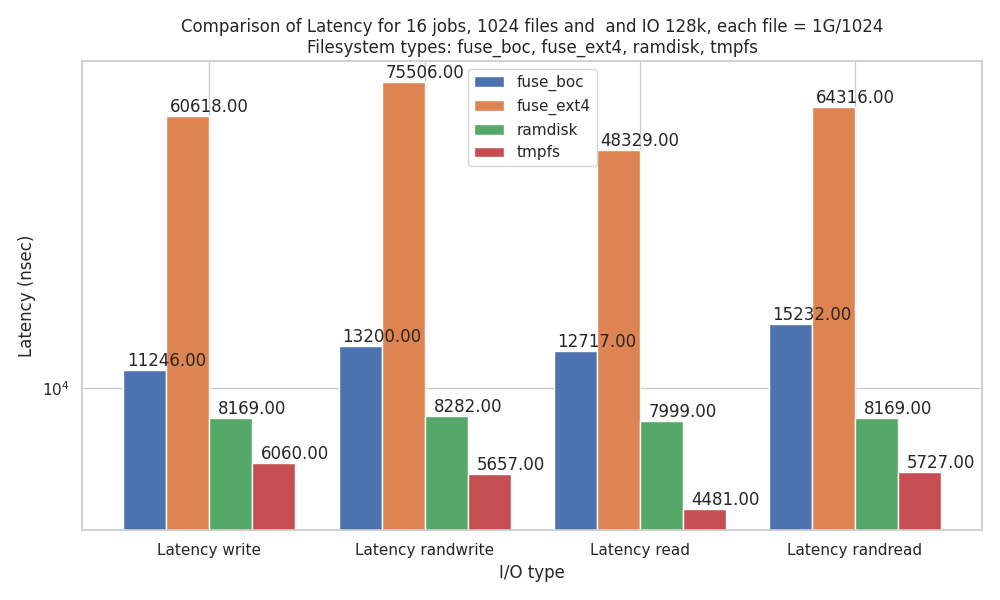 Comparison of Latency for 16 jobs, 1024 files and  and IO 128k, each file = 1G/1024
Filesystem types: fuse_boc, fuse_ext4, ramdisk, tmpfs
fuse_boc
fuse_ext4
ramdisk
tmpfs
Latency (nsec)
10⁴
11246.00
60618.00
8169.00
6060.00
13200.00
75506.00
8282.00
5657.00
12717.00
48329.00
7999.00
4481.00
15232.00
64316.00
8169.00
5727.00
Latency write
Latency randwrite
Latency read
Latency randread
I/O type